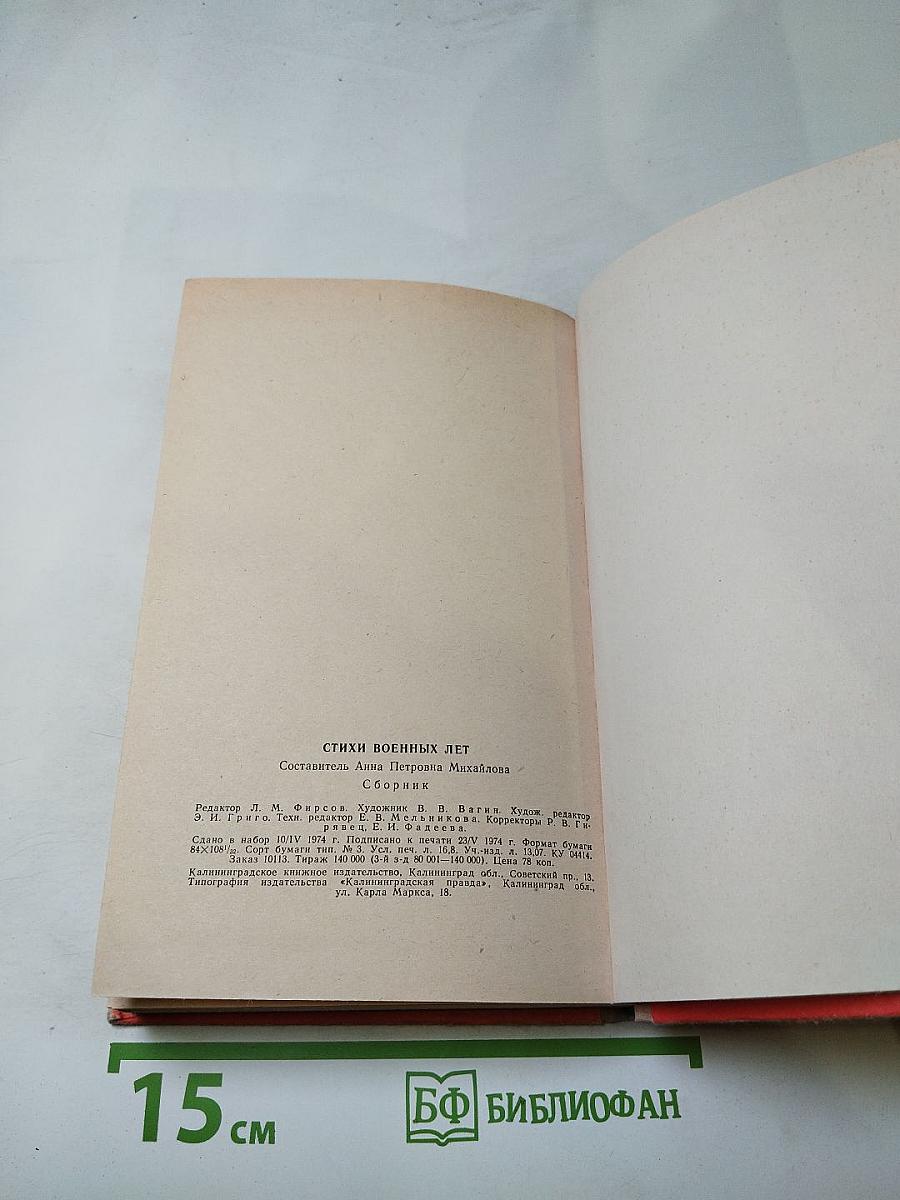 СТИХИ ВОЕННЫХ ЛЕТ
Составитель Анна Петровна Михайлова
Сборник
Редактор Л. М. Фирсов. Художник В. В. Вагин. Худож. редактор
Э. И. Григо. Техн. редактор Е. В. Мельникова. Корректоры Р. В. Ги-
рявец, Е. И. Фадеева.
Сдано в набор 10/IV 1974 г. Подписано к печати 23/V 1974 г. Формат бумаги
84×108¹/₃₂. Сорт бумаги тип. № 3. Усл. печ. л. 16,8. Уч.-изд. л. 13,07. КУ 04414.
Заказ 10113. Тираж 140 000 (3-й з-д 80 001—140 000). Цена 78 коп.
Калининградское книжное издательство, Калининград обл., Советский пр., 13.
Типография издательства «Калининградская правда», Калининград обл.,
ул. Карла Маркса, 18.
15 см
БФ БИБЛИОФАН